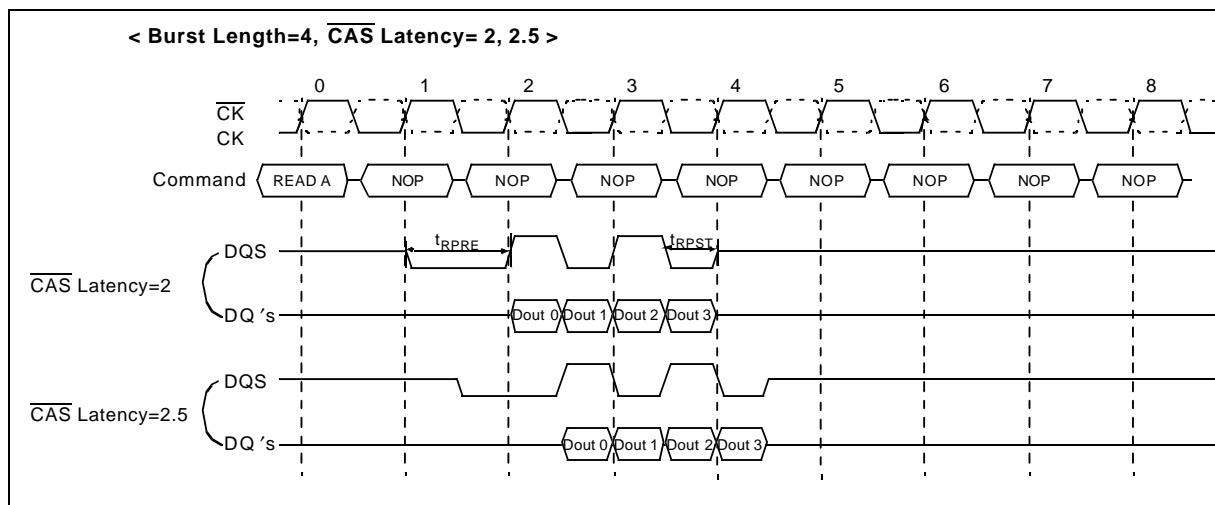 < Burst Length=4, CAS Latency= 2, 2.5 >
0 1 2 3 4 5 6 7 8
CK
CK
Command READ A NOP NOP NOP NOP NOP NOP NOP NOP
DQS tRPRE tRPST
CAS Latency=2
DQ 's Dout 0 Dout 1 Dout 2 Dout 3
DQS
CAS Latency=2.5
DQ 's Dout 0 Dout 1 Dout 2 Dout 3